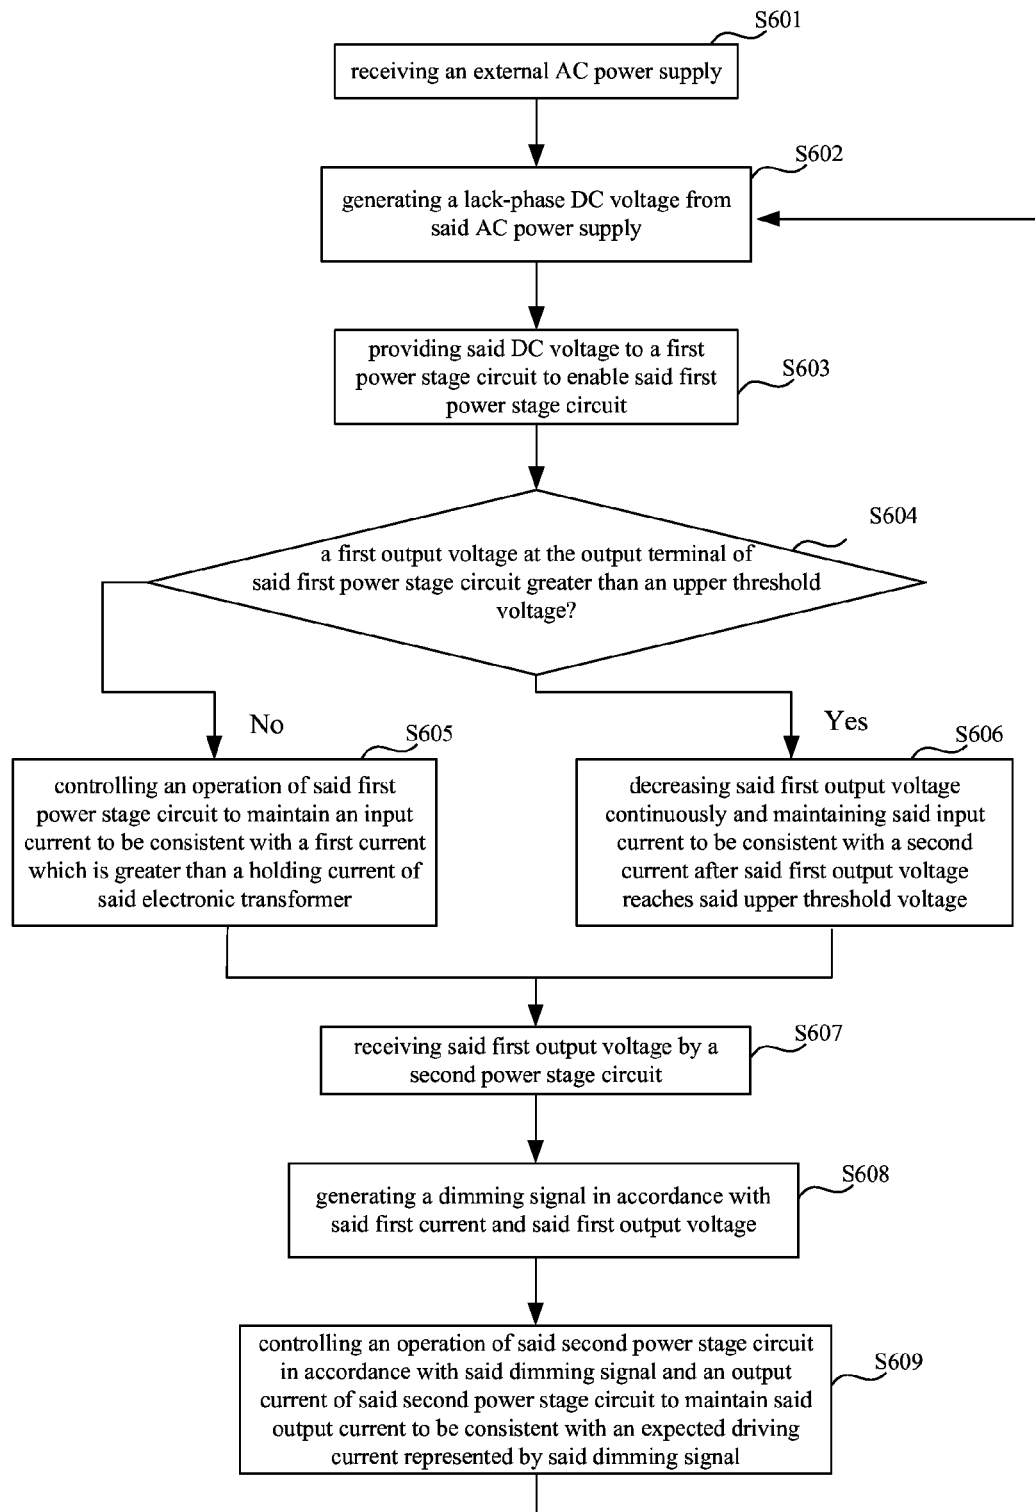 S601
receiving an external AC power supply
S602
generating a lack-phase DC voltage from
said AC power supply
providing said DC voltage to a first
power stage circuit to enable said first
power stage circuit
S603
S604
a first output voltage at the output terminal of
said first power stage circuit greater than an upper threshold
voltage?
No
Yes
S605
controlling an operation of said first
power stage circuit to maintain an input
current to be consistent with a first current
which is greater than a holding current of
said electronic transformer
S606
decreasing said first output voltage
continuously and maintaining said input
current to be consistent with a second
current after said first output voltage
reaches said upper threshold voltage
S607
receiving said first output voltage by a
second power stage circuit
S608
generating a dimming signal in accordance with
said first current and said first output voltage
S609
controlling an operation of said second power stage circuit
in accordance with said dimming signal and an output
current of said second power stage circuit to maintain said
output current to be consistent with an expected driving
current represented by said dimming signal